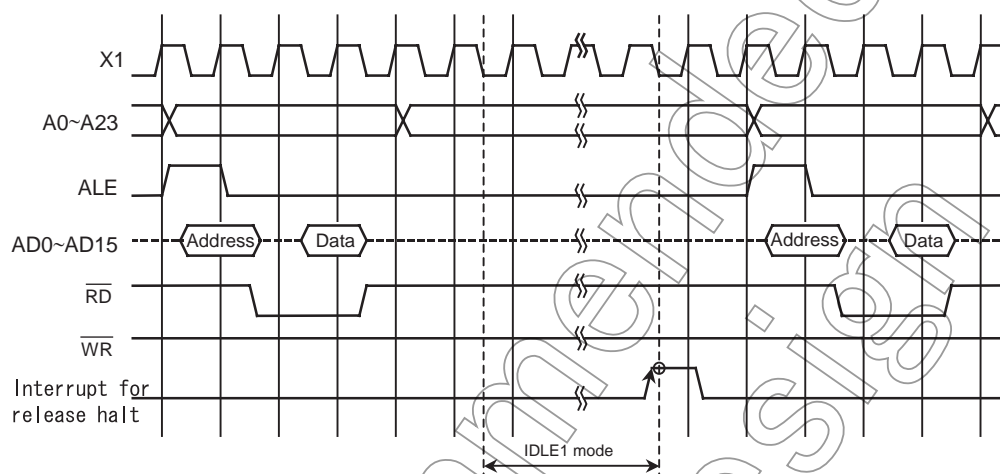 X1
A0~A23
ALE
AD0~AD15
Address
Data
Address
Data
RD
WR
Interrupt for
release halt
IDLE1 mode